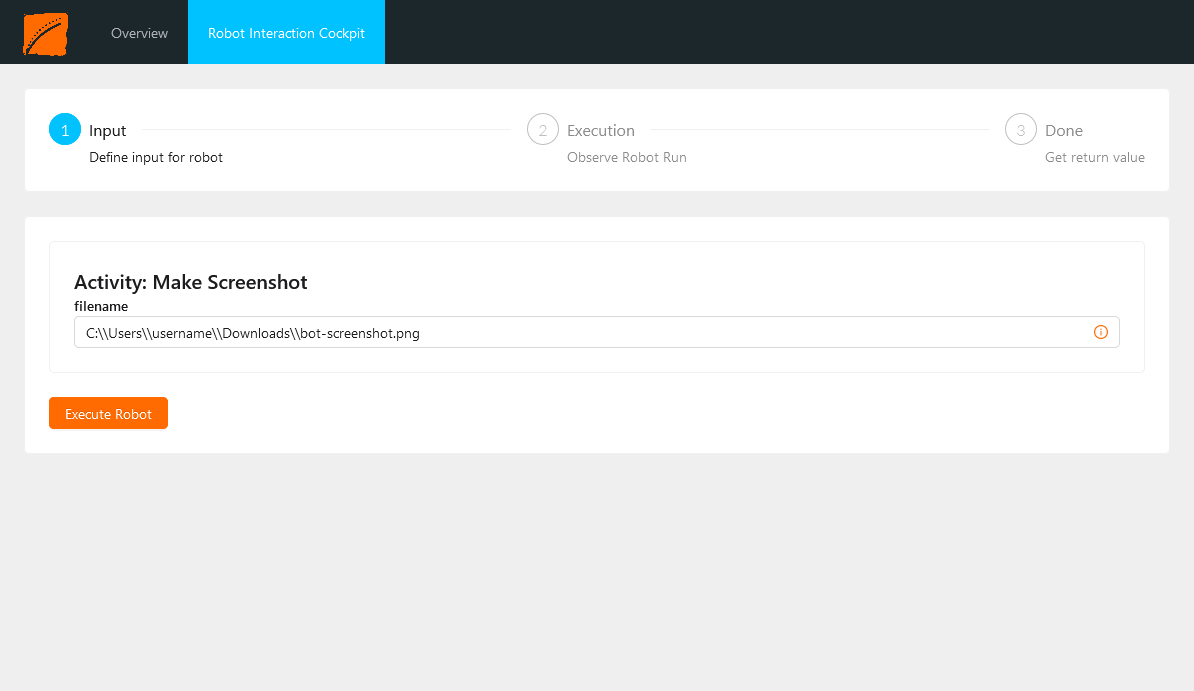 Overview
Robot Interaction Cockpit
1 Input
Define input for robot
2 Execution
Observe Robot Run
3 Done
Get return value
Activity: Make Screenshot
filename
C:\\Users\\username\\Downloads\\bot-screenshot.png
Execute Robot